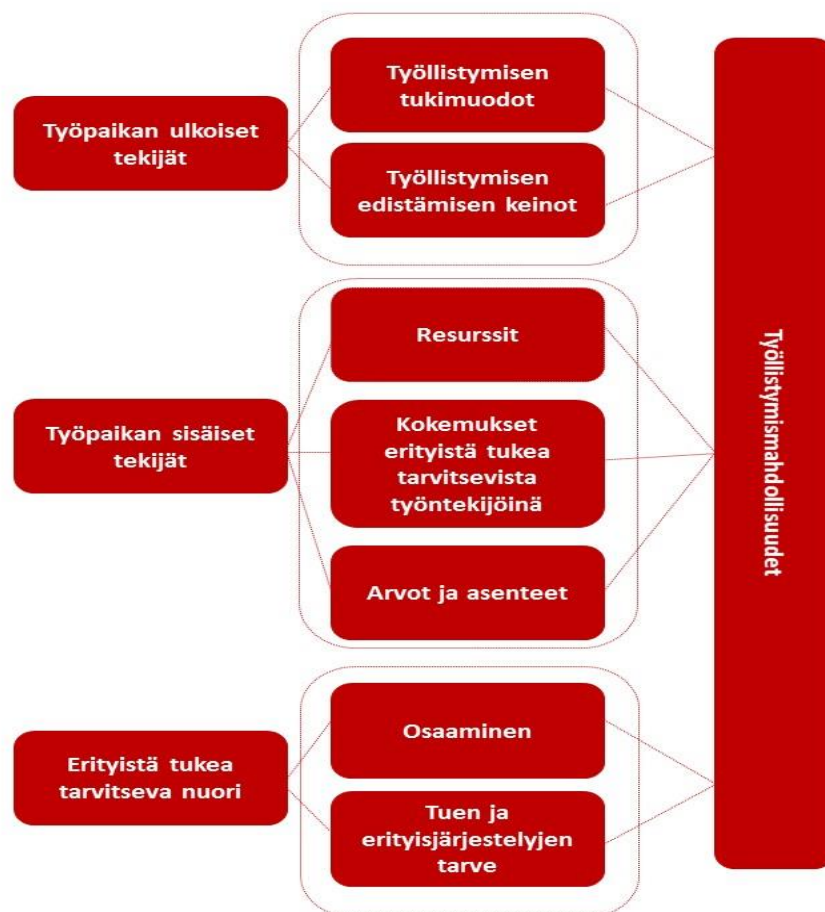 Työpaikan ulkoiset
tekijät
Työllistymisen
tukimuodot
Työllistymisen
edistämisen keinot
Työpaikan sisäiset
tekijät
Resurssit
Kokemukset
erityistä tukea
tarvitsevista
työntekijöinä
Arvot ja asenteet
Erityistä tukea
tarvitseva nuori
Osaaminen
Tuen ja
erityisjärjestelyjen
tarve
Työllistymismahdollisuudet